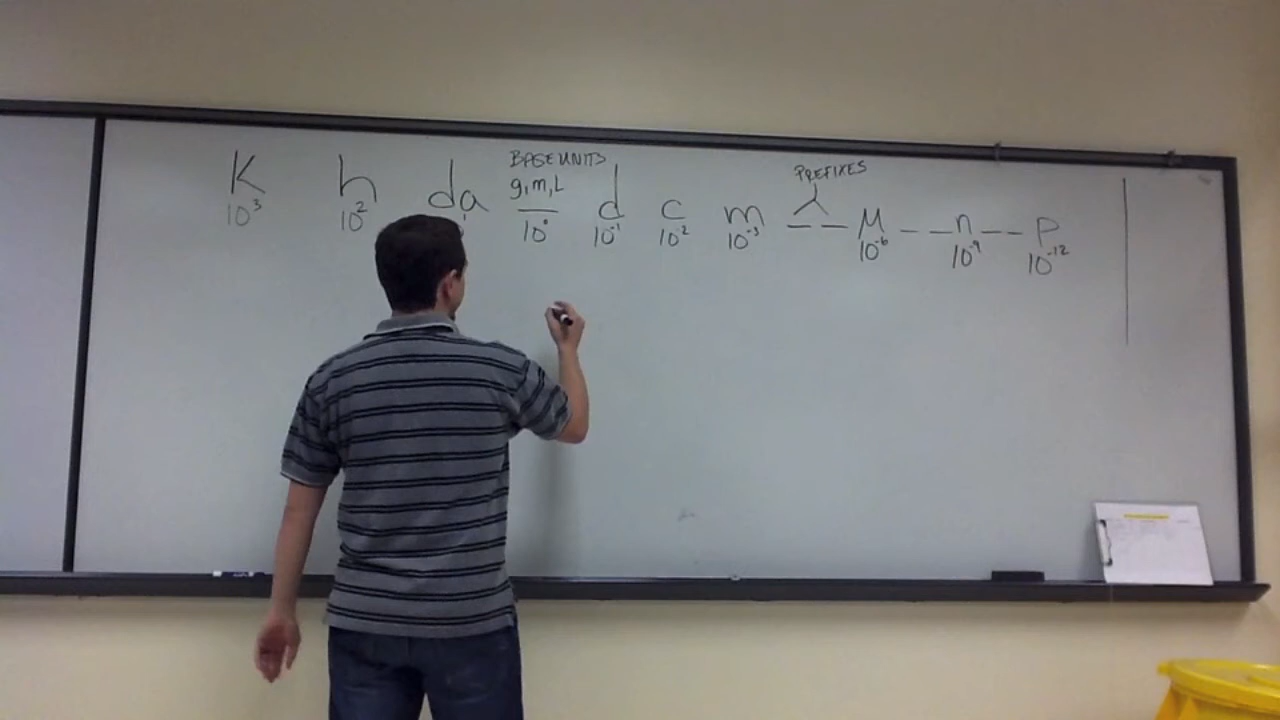 BASE UNITS
PREFIXES
K h da g, m, L d c m -- M -- n -- P
10³ 10² ¹ 10⁰ 10⁻¹ 10⁻² 10⁻³ 10⁻⁶ 10⁻⁹ 10⁻¹²